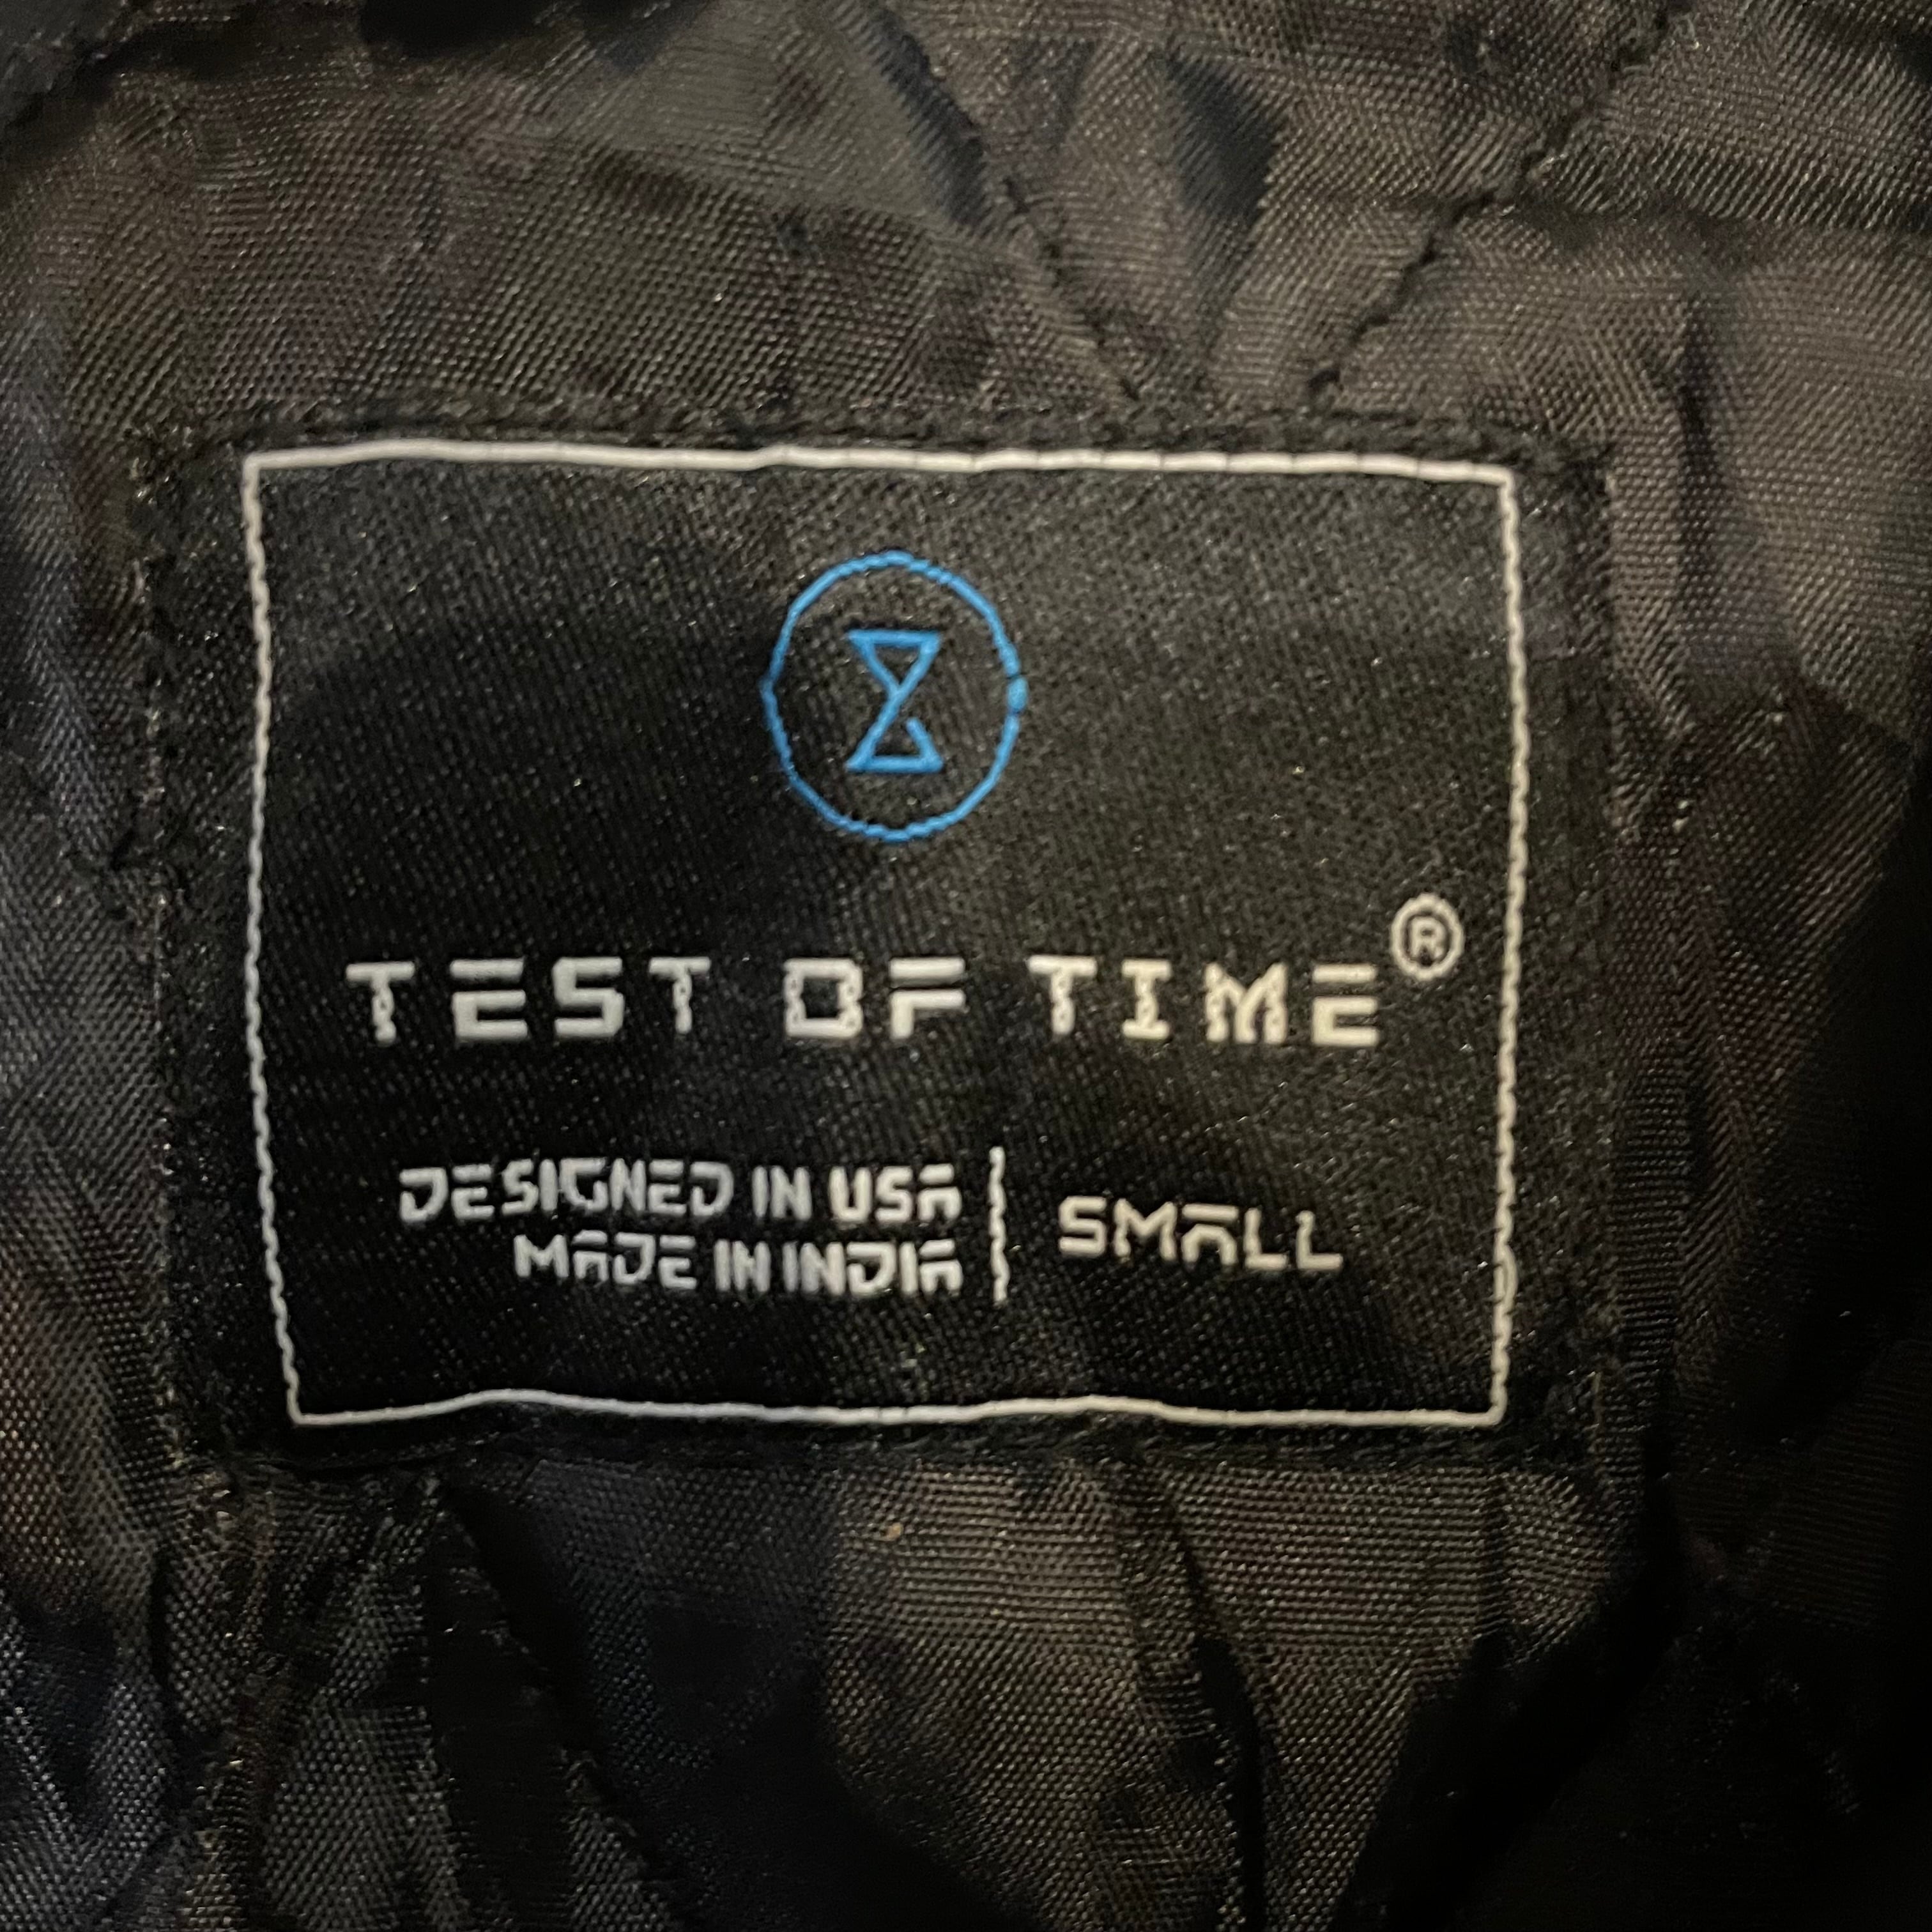 TEST OF TIME®
DESIGNED IN USA
MADE IN INDIA
SMALL